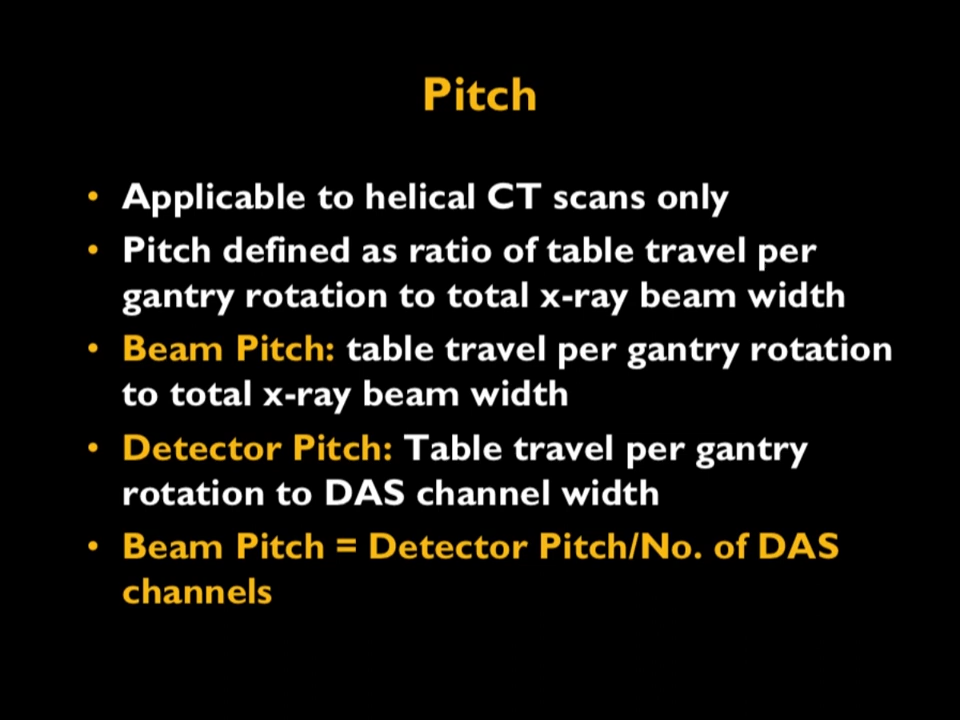 Pitch
• Applicable to helical CT scans only
• Pitch defined as ratio of table travel per
gantry rotation to total x-ray beam width
• Beam Pitch: table travel per gantry rotation
to total x-ray beam width
• Detector Pitch: Table travel per gantry
rotation to DAS channel width
• Beam Pitch = Detector Pitch/No. of DAS
channels